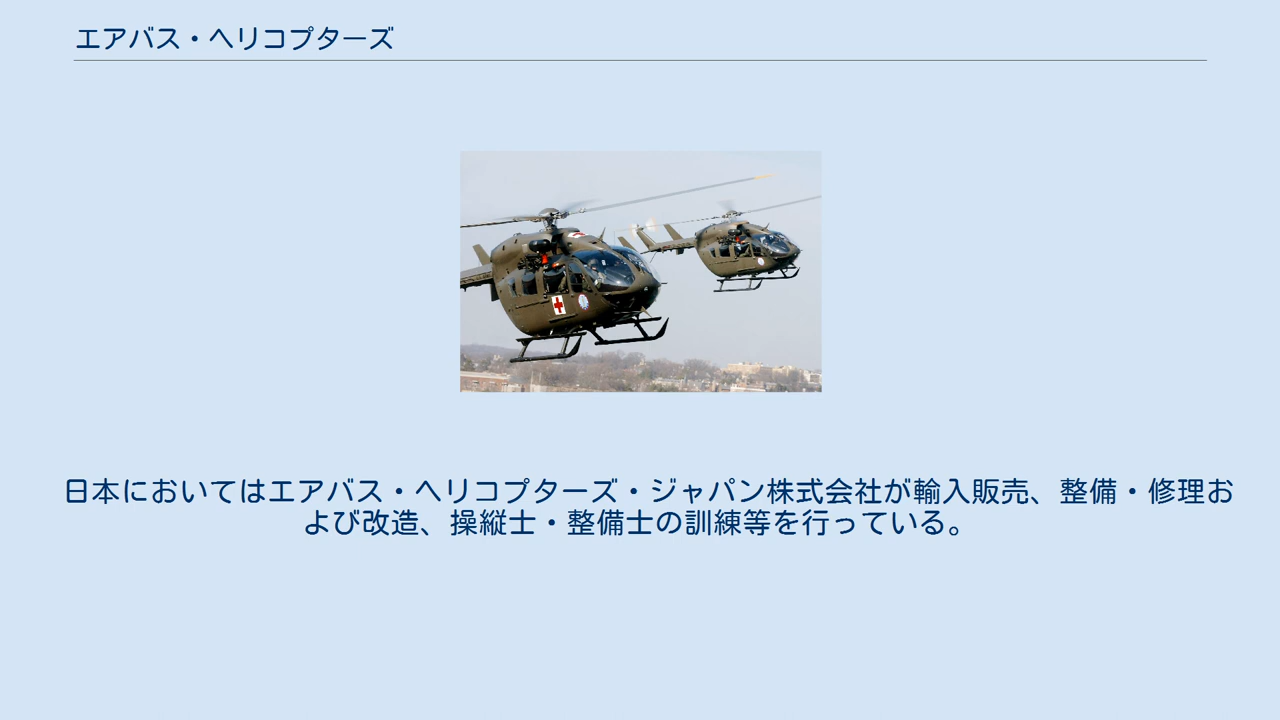 エアバス・ヘリコプターズ
日本においてはエアバス・ヘリコプターズ・ジャパン株式会社が輸入販売、整備・修理お
よび改造、操縦士・整備士の訓練等を行っている。